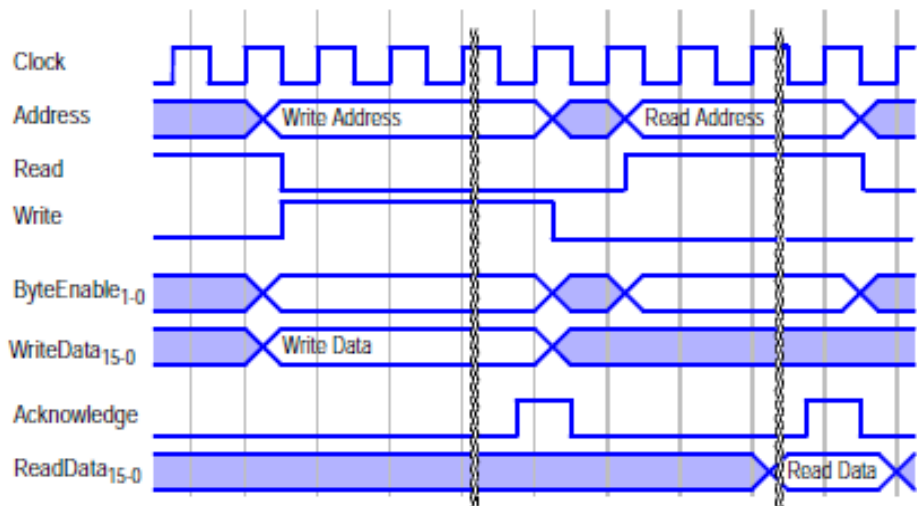 Clock
Address
Write Address
Read Address
Read
Write
ByteEnable1-0
WriteData15-0
Write Data
Acknowledge
ReadData15-0
Read Data